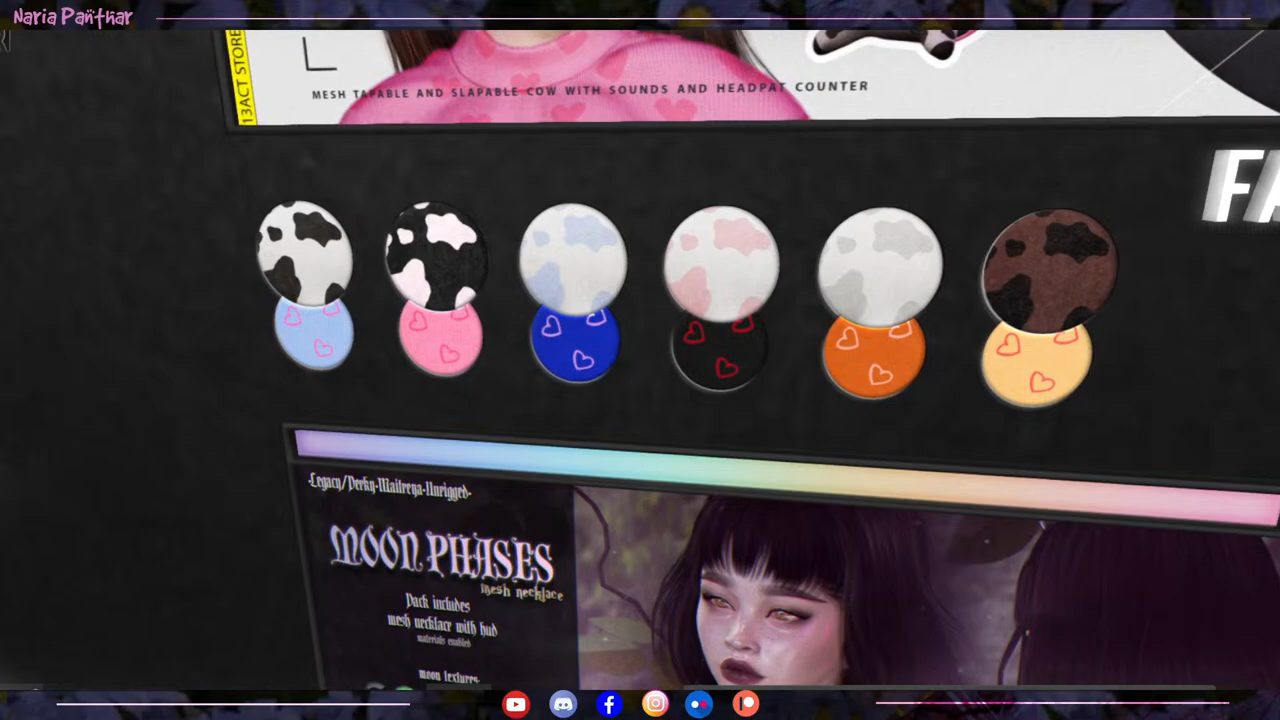 Naria Panthar
13ACT STORE
MESH TAPABLE AND SLAPABLE COW WITH SOUNDS AND HEADPAT COUNTER
FA
-Legacy/Perky-Maitreya-Unrigged-
MOON PHASES
mesh necklace
Pack includes
mesh necklace with hud
materials enabled
moon textures